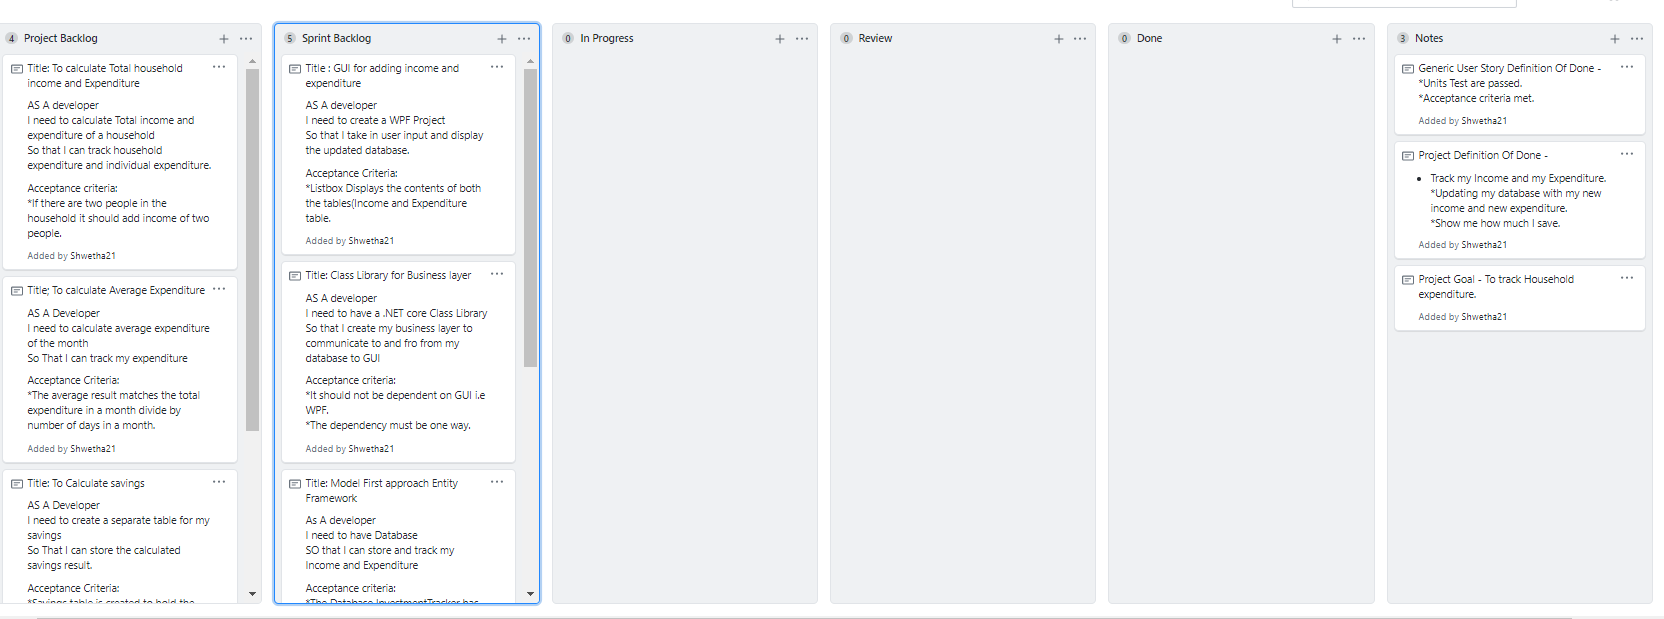 4 Project Backlog
Title: To calculate Total household
income and Expenditure
AS A developer
I need to calculate Total income and
expenditure of a household
So that I can track household
expenditure and individual expenditure.
Acceptance criteria:
*If there are two people in the
household it should add income of two
people.
Added by Shwetha21
Title; To calculate Average Expenditure
AS A Developer
I need to calculate average expenditure
of the month
So That I can track my expenditure
Acceptance Criteria:
*The average result matches the total
expenditure in a month divide by
number of days in a month.
Added by Shwetha21
Title: To Calculate savings
AS A Developer
I need to create a separate table for my
savings
So That I can store the calculated
savings result.
Acceptance Criteria:
*Savings table is created to hold the
5 Sprint Backlog
Title : GUI for adding income and
expenditure
AS A developer
I need to create a WPF Project
So that I take in user input and display
the updated database.
Acceptance Criteria:
*Listbox Displays the contents of both
the tables(Income and Expenditure
table.
Added by Shwetha21
Title: Class Library for Business layer
AS A developer
I need to have a .NET core Class Library
So that I create my business layer to
communicate to and fro from my
database to GUI
Acceptance criteria:
*It should not be dependent on GUI i.e
WPF.
*The dependency must be one way.
Added by Shwetha21
Title: Model First approach Entity
Framework
As A developer
I need to have Database
SO that I can store and track my
Income and Expenditure
Acceptance criteria:
*The Database InvestmentTracker has
0 In Progress
0 Review
0 Done
3 Notes
Generic User Story Definition Of Done -
*Units Test are passed.
*Acceptance criteria met.
Added by Shwetha21
Project Definition Of Done -
• Track my Income and my Expenditure.
*Updating my database with my new
income and new expenditure.
*Show me how much I save.
Added by Shwetha21
Project Goal - To track Household
expenditure.
Added by Shwetha21